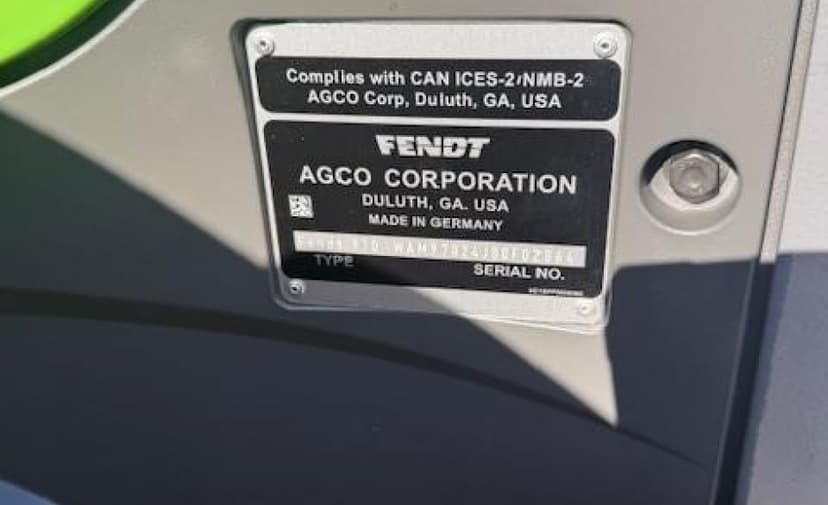 Complies with CAN ICES-2/NMB-2
AGCO Corp, Duluth, GA, USA
FENDT
AGCO CORPORATION
DULUTH, GA. USA
MADE IN GERMANY
TYPE
SERIAL NO.